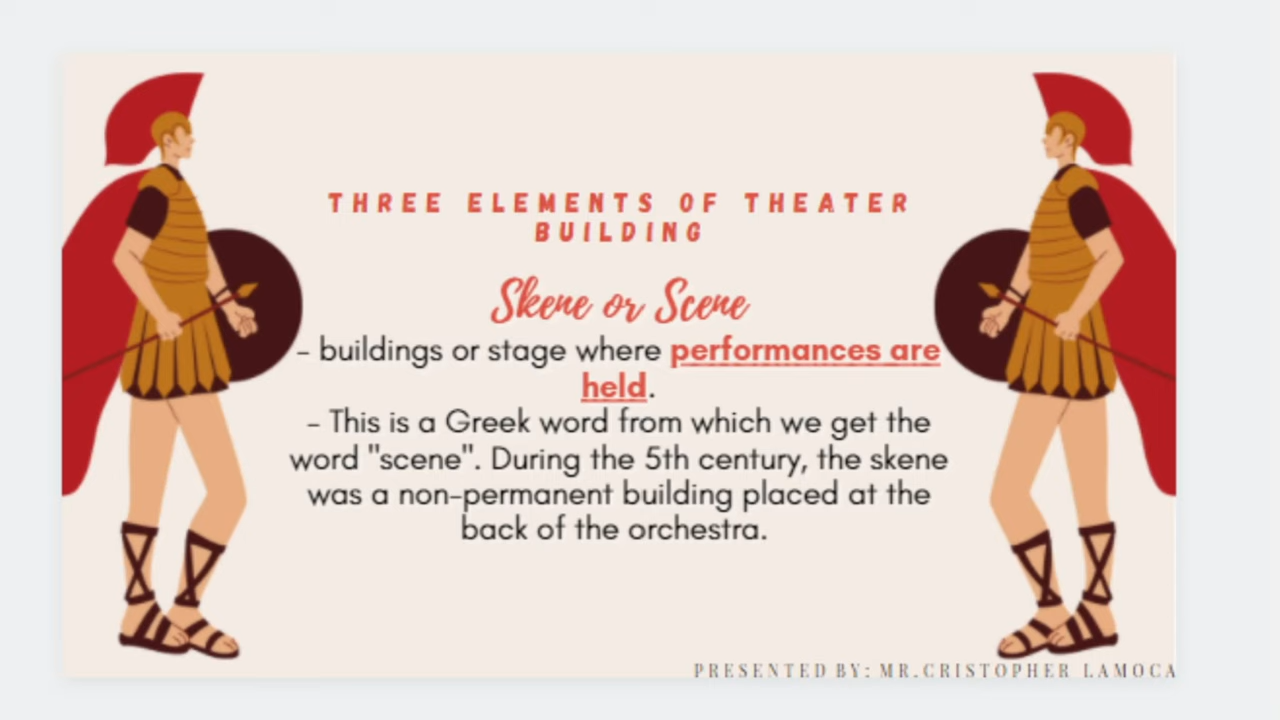 THREE ELEMENTS OF THEATER
BUILDING
Skene or Scene
- buildings or stage where performances are
held.
- This is a Greek word from which we get the
word "scene". During the 5th century, the skene
was a non-permanent building placed at the
back of the orchestra.
PRESENTED BY: MR.CRISTOPHER LAMOCA